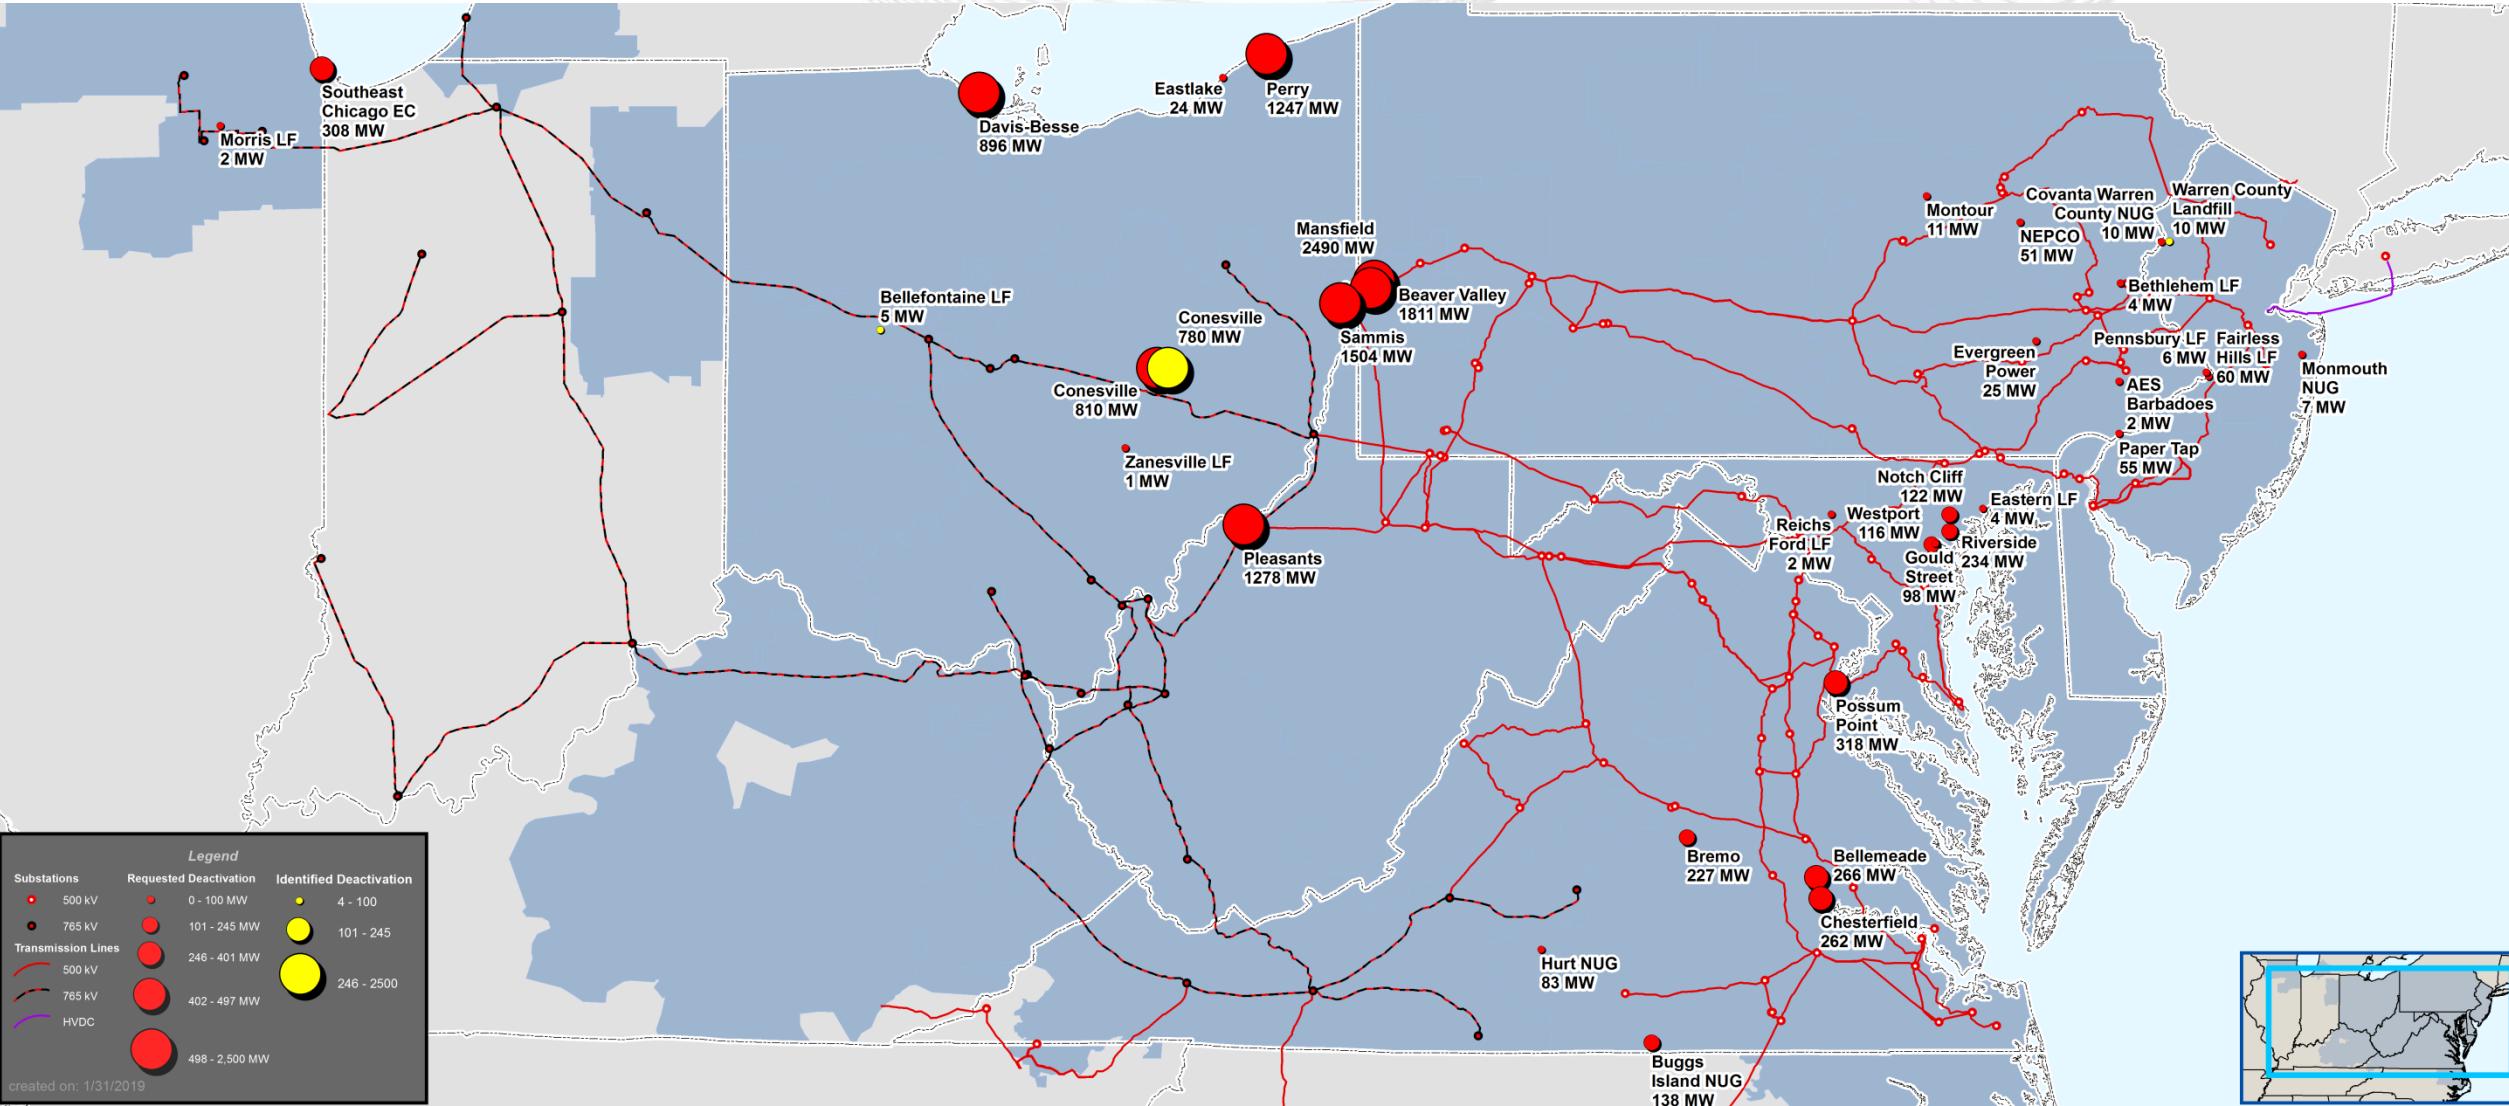 Southeast
Chicago EC
308 MW
Morris LF
2 MW
Davis-Besse
896 MW
Eastlake
24 MW
Perry
1247 MW
Bellefontaine LF
5 MW
Conesville
780 MW
Conesville
810 MW
Zanesville LF
1 MW
Mansfield
2490 MW
Beaver Valley
1811 MW
Sammis
1504 MW
Pleasants
1278 MW
Montour
11 MW
NEPCO
51 MW
Covanta Warren
County NUG
10 MW
Warren County
Landfill
10 MW
Bethlehem LF
4 MW
Pennsbury LF
6 MW
Fairless
Hills LF
60 MW
Evergreen
Power
25 MW
AES
Barbadoes
2 MW
Monmouth
NUG
7 MW
Paper Tap
55 MW
Notch Cliff
122 MW
Eastern LF
4 MW
Westport
116 MW
Reichs
Ford LF
2 MW
Riverside
234 MW
Gould
Street
98 MW
Possum
Point
318 MW
Bremo
227 MW
Bellemeade
266 MW
Chesterfield
262 MW
Hurt NUG
83 MW
Buggs
Island NUG
138 MW
Legend
Substations
500 kV
765 kV
Transmission Lines
500 kV
765 kV
HVDC
Requested Deactivation
0 - 100 MW
101 - 245 MW
246 - 401 MW
402 - 497 MW
498 - 2,500 MW
Identified Deactivation
4 - 100
101 - 245
246 - 2500
created on: 1/31/2019